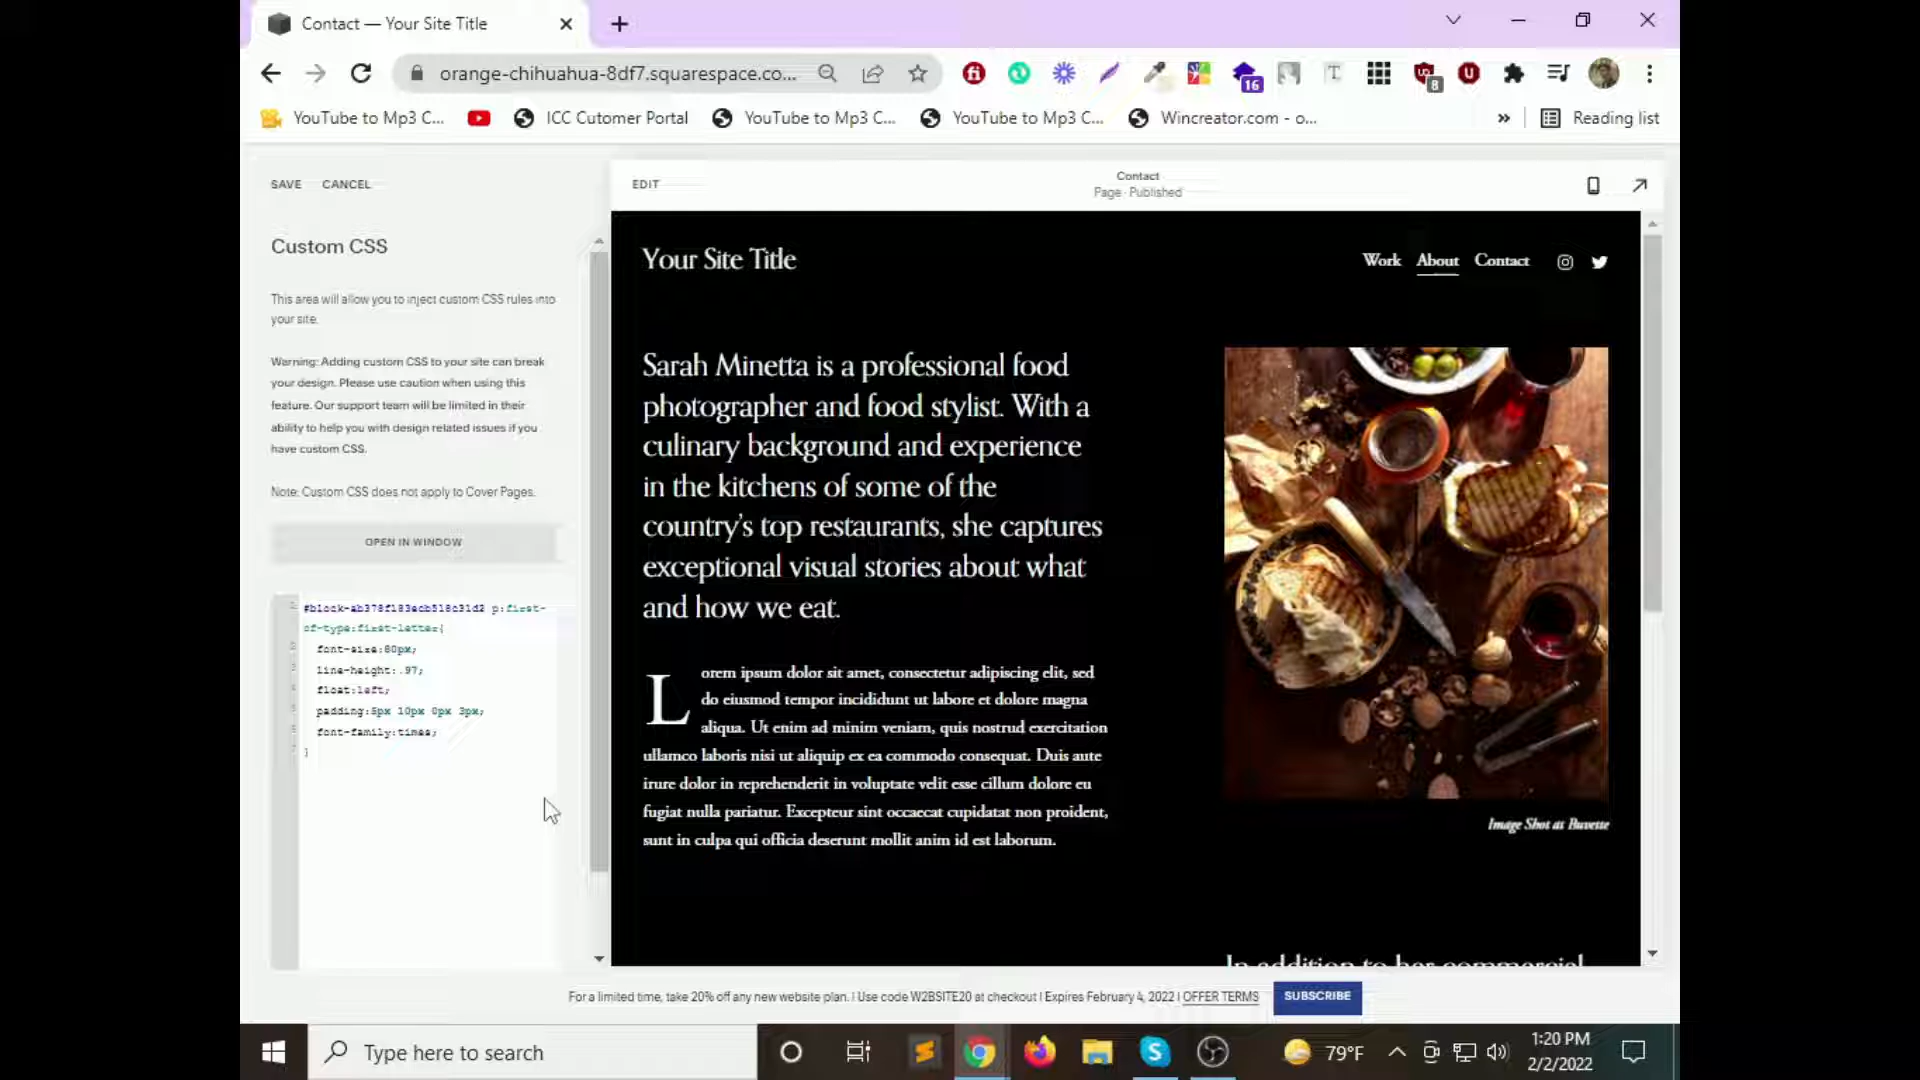 Contact — Your Site Title
orange-chihuahua-8df7.squarespace.co...
16
8
YouTube to Mp3 C...
ICC Cutomer Portal
YouTube to Mp3 C...
YouTube to Mp3 C...
Wincreator.com - o...
»
Reading list
SAVE
CANCEL
EDIT
Contact
Page · Published
Custom CSS
This area will allow you to inject custom CSS rules into
your site.
Warning: Adding custom CSS to your site can break
your design. Please use caution when using this
feature. Our support team will be limited in their
ability to help you with design related issues if you
have custom CSS.
Note: Custom CSS does not apply to Cover Pages.
OPEN IN WINDOW
p:first-
of-type:first-letter{
font-size:80px;
line-height:.97;
float:left;
padding:5px 10px 0px 3px;
font-family:times;
}
Your Site Title
Work
About
Contact
Sarah Minetta is a professional food
photographer and food stylist. With a
culinary background and experience
in the kitchens of some of the
country's top restaurants, she captures
exceptional visual stories about what
and how we eat.
Lorem ipsum dolor sit amet, consectetur adipiscing elit, sed
do eiusmod tempor incididunt ut labore et dolore magna
aliqua. Ut enim ad minim veniam, quis nostrud exercitation
ullamco laboris nisi ut aliquip ex ea commodo consequat. Duis aute
irure dolor in reprehenderit in voluptate velit esse cillum dolore eu
fugiat nulla pariatur. Excepteur sint occaecat cupidatat non proident,
sunt in culpa qui officia deserunt mollit anim id est laborum.
Image Shot at Buvette
In addition to her commercial
For a limited time, take 20% off any new website plan. | Use code W2BSITE20 at checkout | Expires February 4, 2022 | OFFER TERMS
SUBSCRIBE
Type here to search
79°F
1:20 PM
2/2/2022